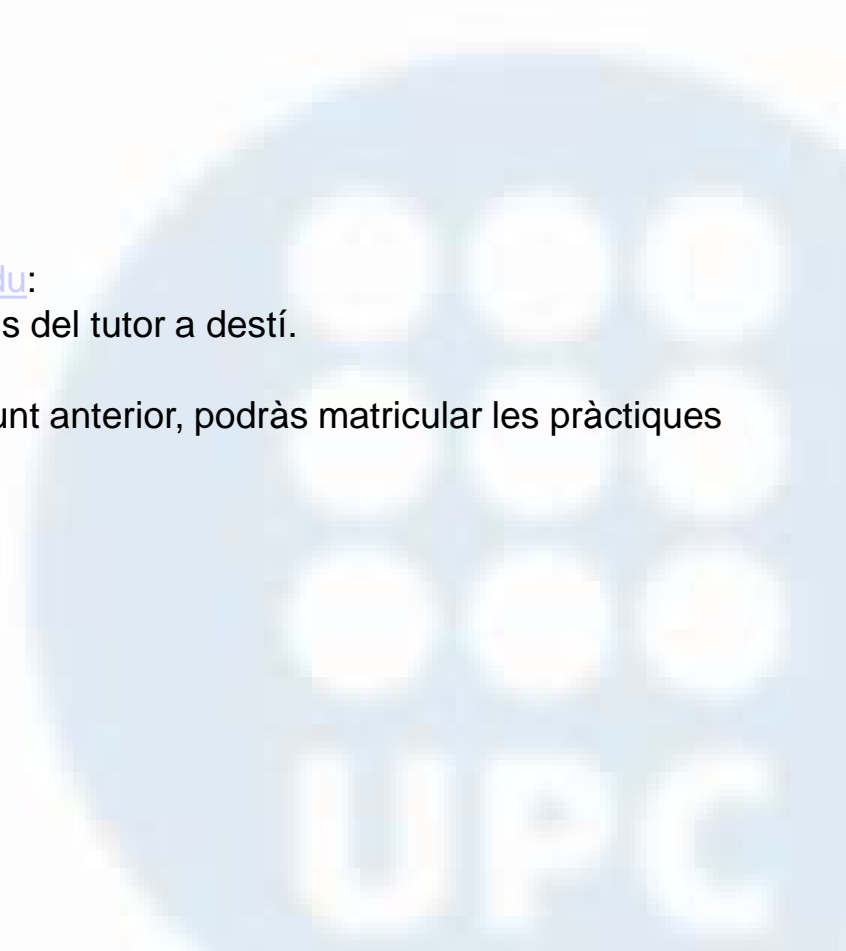 du:
s del tutor a destí.
unt anterior, podràs matricular les pràctiques
UPC